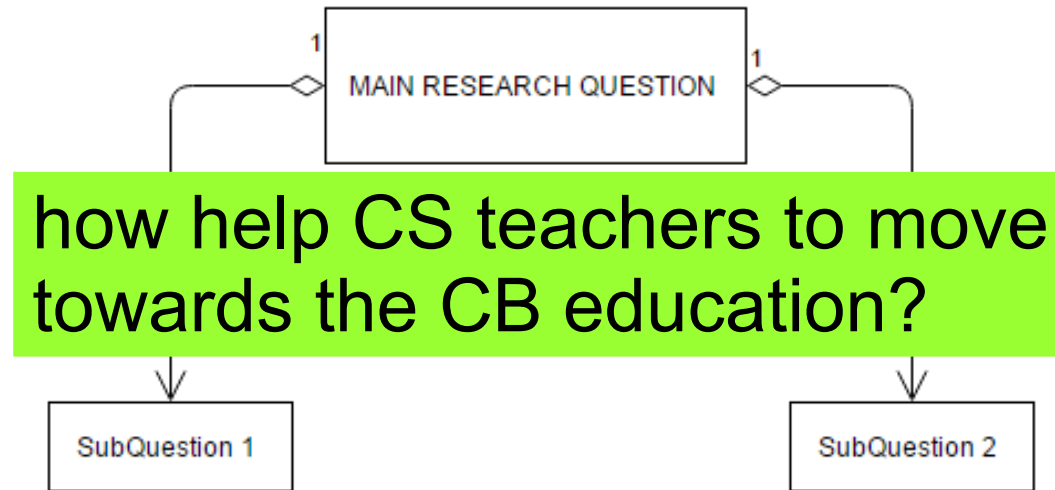 1
1
MAIN RESEARCH QUESTION
how help CS teachers to move
towards the CB education?
SubQuestion 1
SubQuestion 2